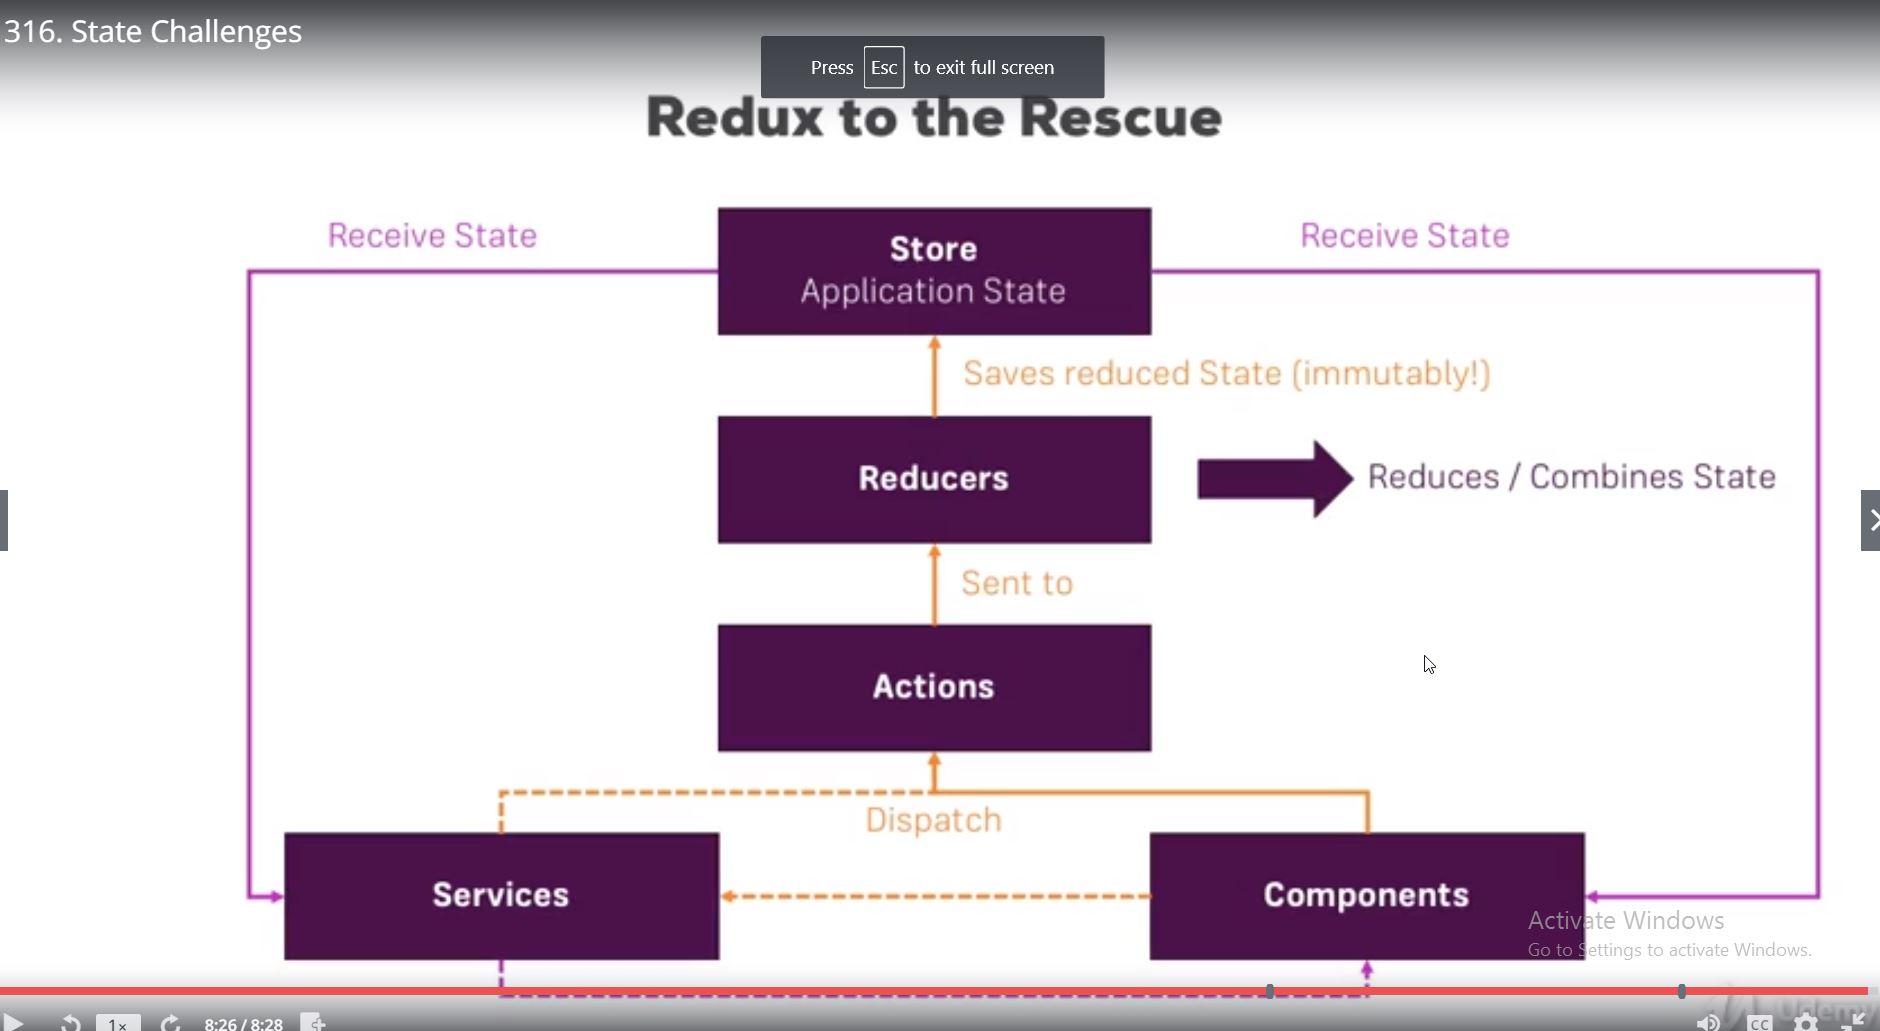 316. State Challenges
Press Esc to exit full screen
Redux to the Rescue
Receive State
Store
Application State
Receive State
Saves reduced State (immutably!)
Reducers
Reduces / Combines State
Sent to
Actions
Dispatch
Services
Components
Activate Windows
Go to Settings to activate Windows.
1x
8:26 / 8:28
CC
Udemy